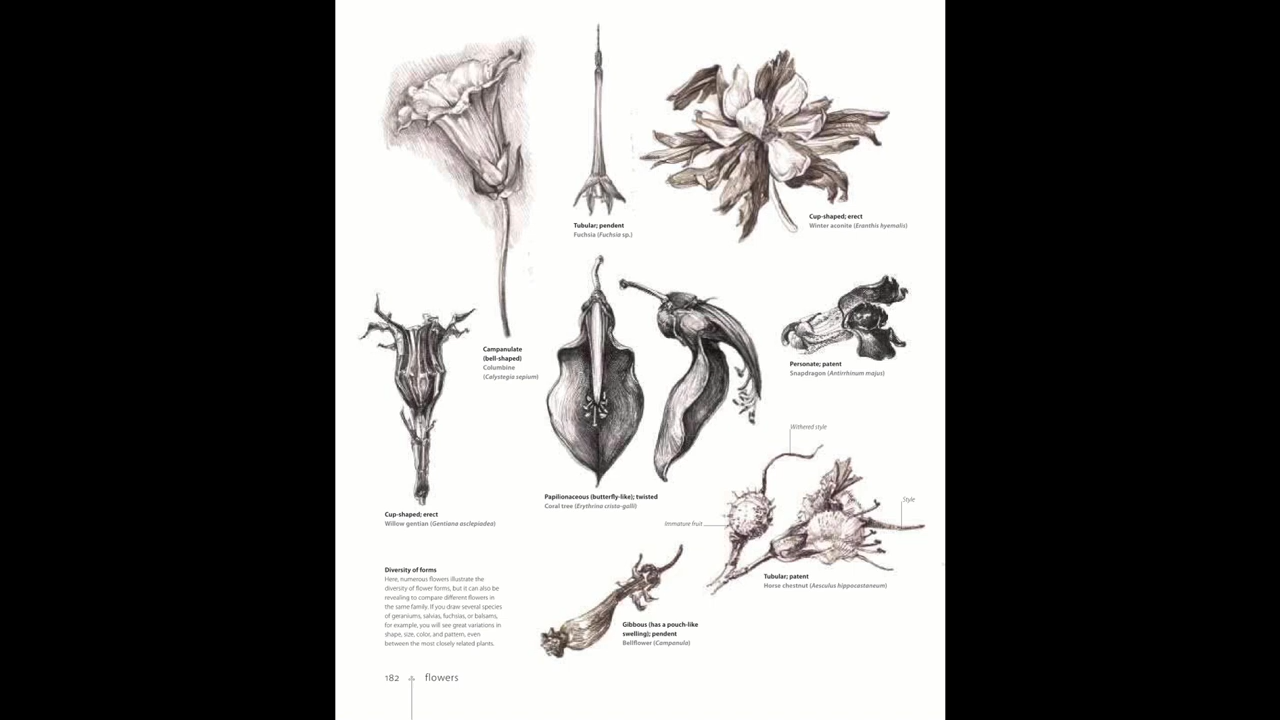 Tubular; pendent
Fuchsia (Fuchsia sp.)
Cup-shaped; erect
Winter aconite (Eranthis hyemalis)
Campanulate
(bell-shaped)
Columbine
(Calystegia sepium)
Personate; patent
Snapdragon (Antirrhinum majus)
Withered style
Papilionaceous (butterfly-like); twisted
Coral tree (Erythrina crista-galli)
Style
Immature fruit
Cup-shaped; erect
Willow gentian (Gentiana asclepiadea)
Tubular; patent
Horse chestnut (Aesculus hippocastaneum)
Diversity of forms
Here, numerous flowers illustrate the
diversity of flower forms, but it can also be
revealing to compare different flowers in
the same family. If you draw several species
of geraniums, salvias, fuchsias, or balsams,
for example, you will see great variations in
shape, size, color, and pattern, even
between the most closely related plants.
Gibbous (has a pouch-like
swelling); pendent
Bellflower (Campanula)
182 flowers